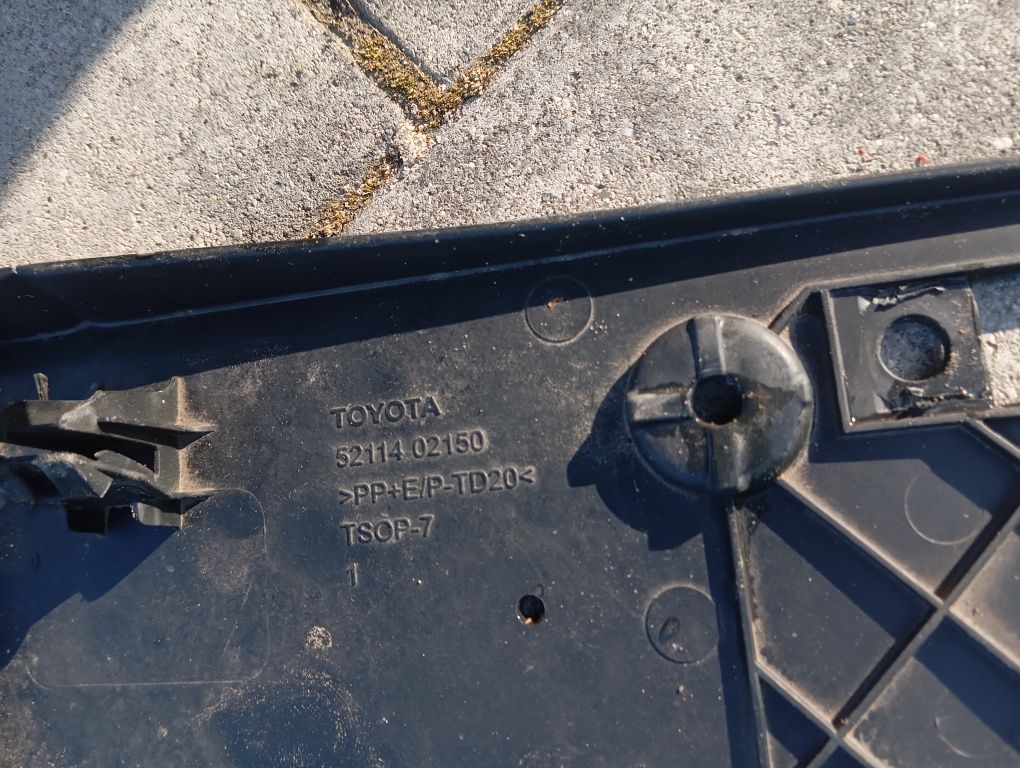 TOYOTA
52114 02150
>PP+E/P-TD20<
TSOP-7
1